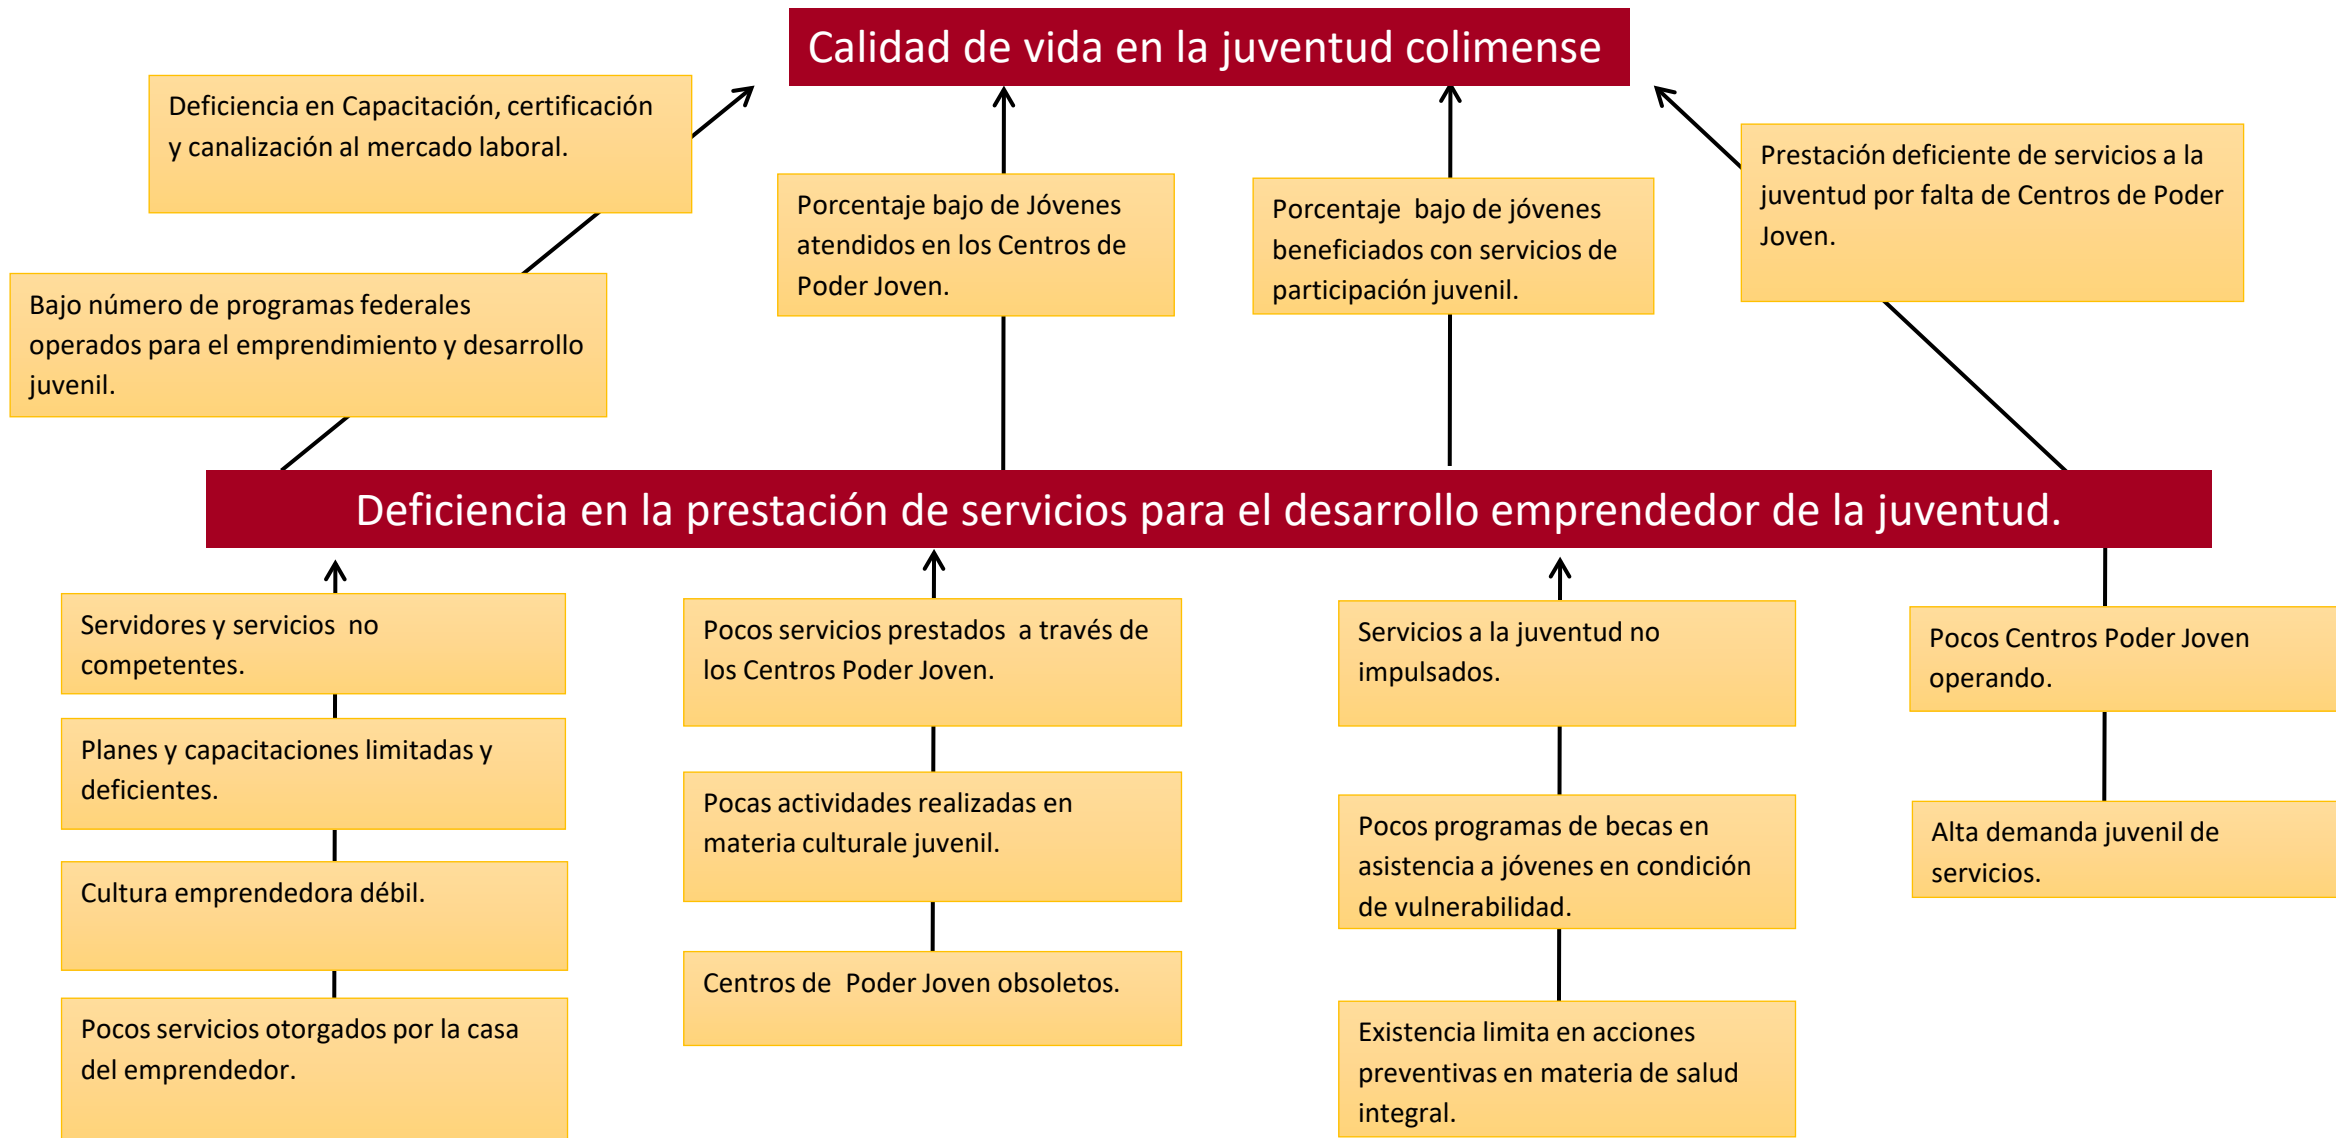 Calidad de vida en la juventud colimense
Deficiencia en Capacitación, certificación
y canalización al mercado laboral.
Bajo número de programas federales
operados para el emprendimiento y desarrollo
juvenil.
Porcentaje bajo de Jóvenes
atendidos en los Centros de
Poder Joven.
Porcentaje  bajo de jóvenes
beneficiados con servicios de
participación juvenil.
Prestación deficiente de servicios a la
juventud por falta de Centros de Poder
Joven.
Deficiencia en la prestación de servicios para el desarrollo emprendedor de la juventud.
Servidores y servicios  no
competentes.
Planes y capacitaciones limitadas y
deficientes.
Cultura emprendedora débil.
Pocos servicios otorgados por la casa
del emprendedor.
Pocos servicios prestados  a través de
los Centros Poder Joven.
Pocas actividades realizadas en
materia culturale juvenil.
Centros de  Poder Joven obsoletos.
Servicios a la juventud no
impulsados.
Pocos programas de becas en
asistencia a jóvenes en condición
de vulnerabilidad.
Existencia limita en acciones
preventivas en materia de salud
integral.
Pocos Centros Poder Joven
operando.
Alta demanda juvenil de
servicios.